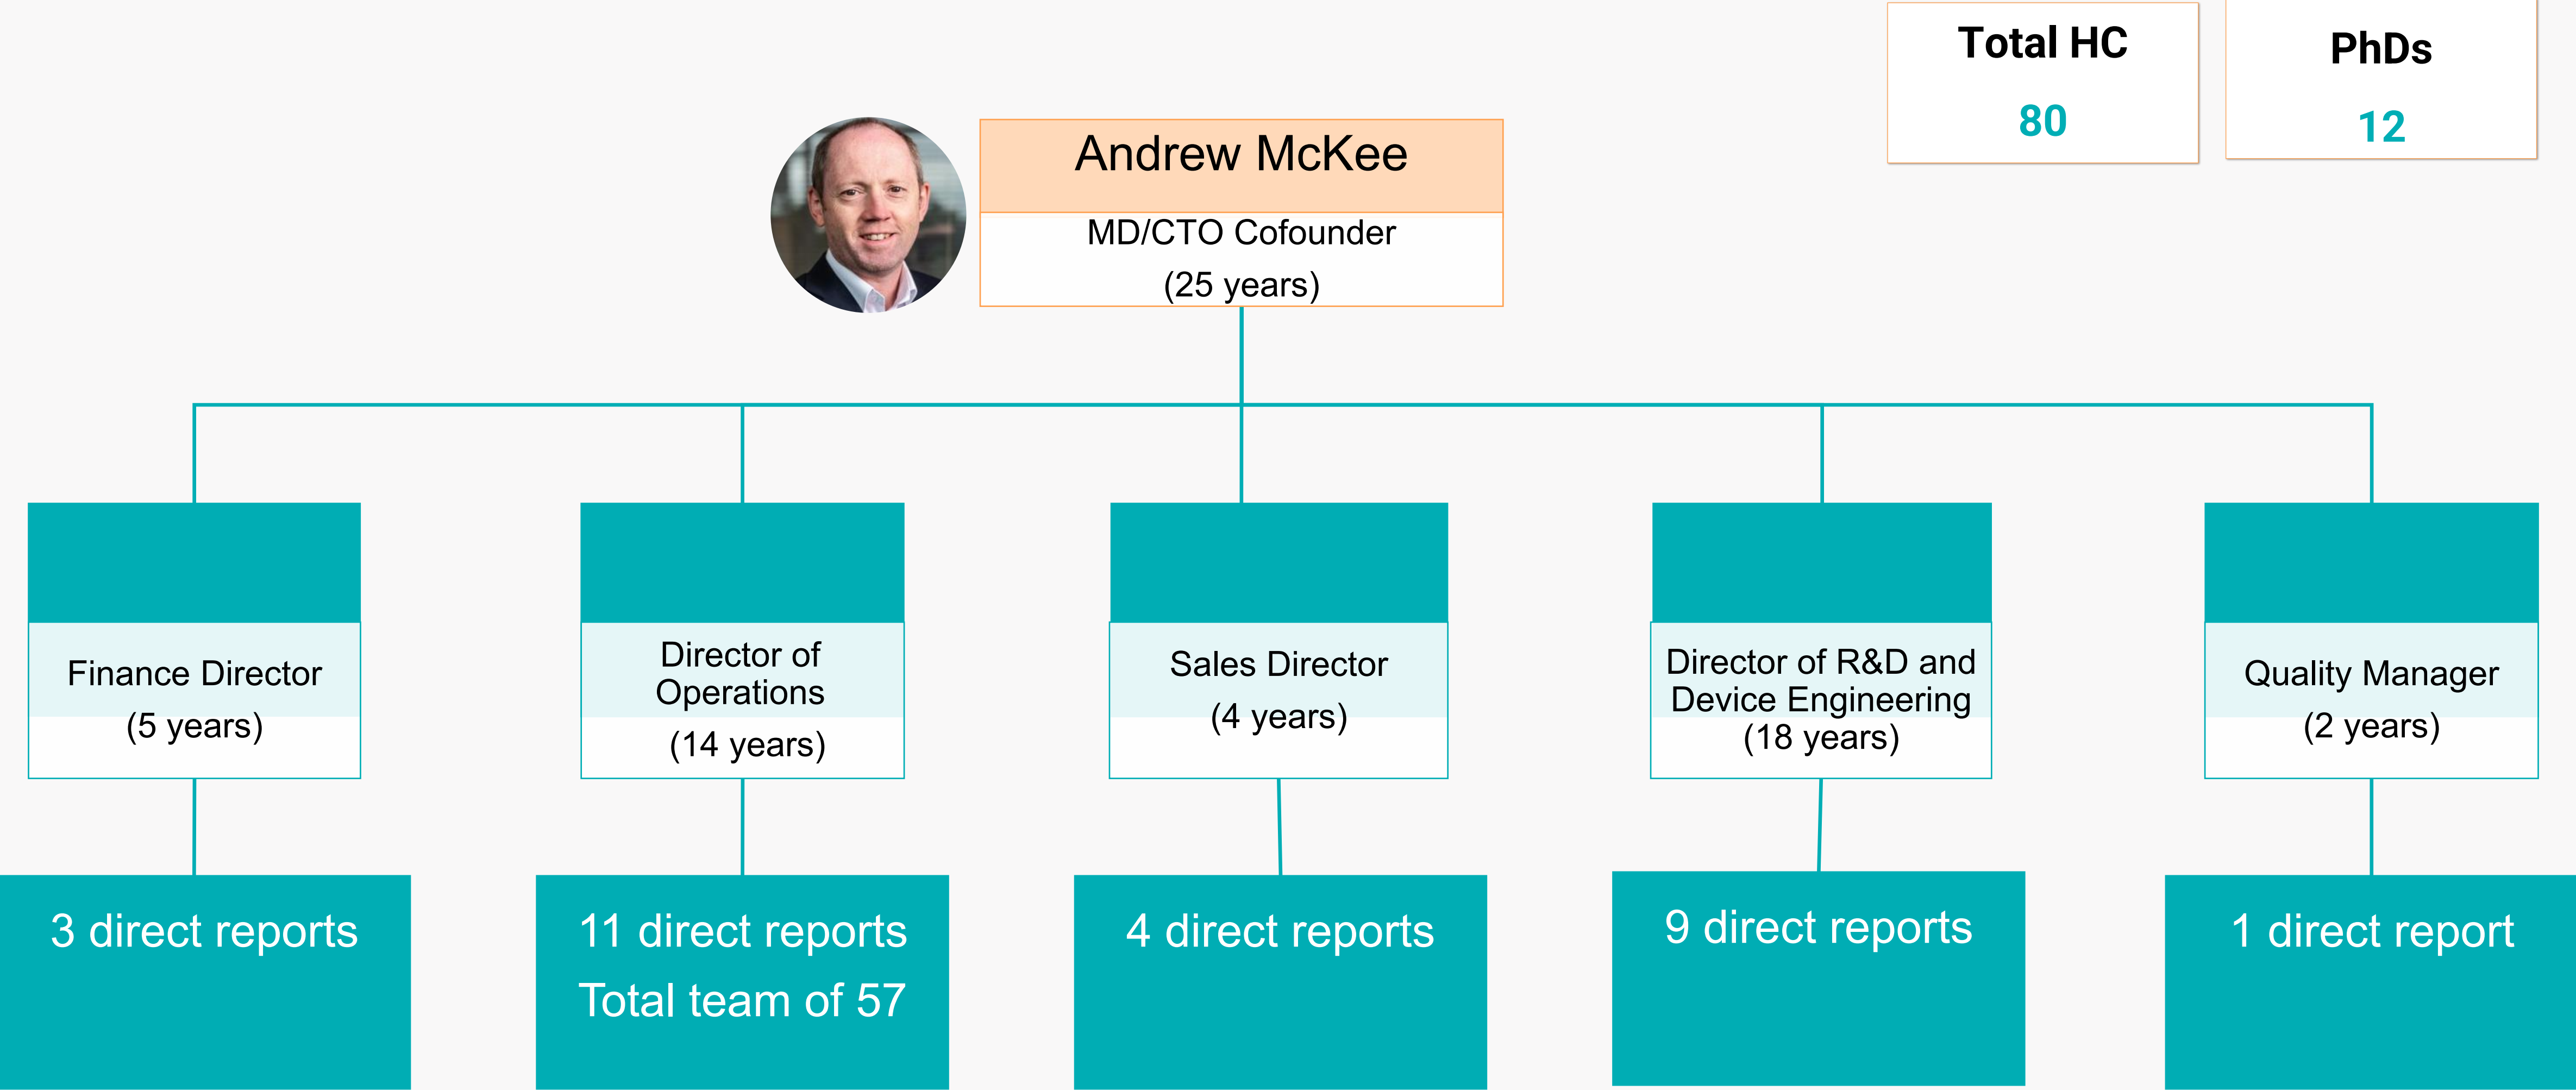 Total HC
80
PhDs
12
Andrew McKee
MD/CTO Cofounder
(25 years)
Finance Director
(5 years)
Director of
Operations
(14 years)
Sales Director
(4 years)
Director of R&D and
Device Engineering
(18 years)
Quality Manager
(2 years)
3 direct reports
11 direct reports
Total team of 57
4 direct reports
9 direct reports
1 direct report